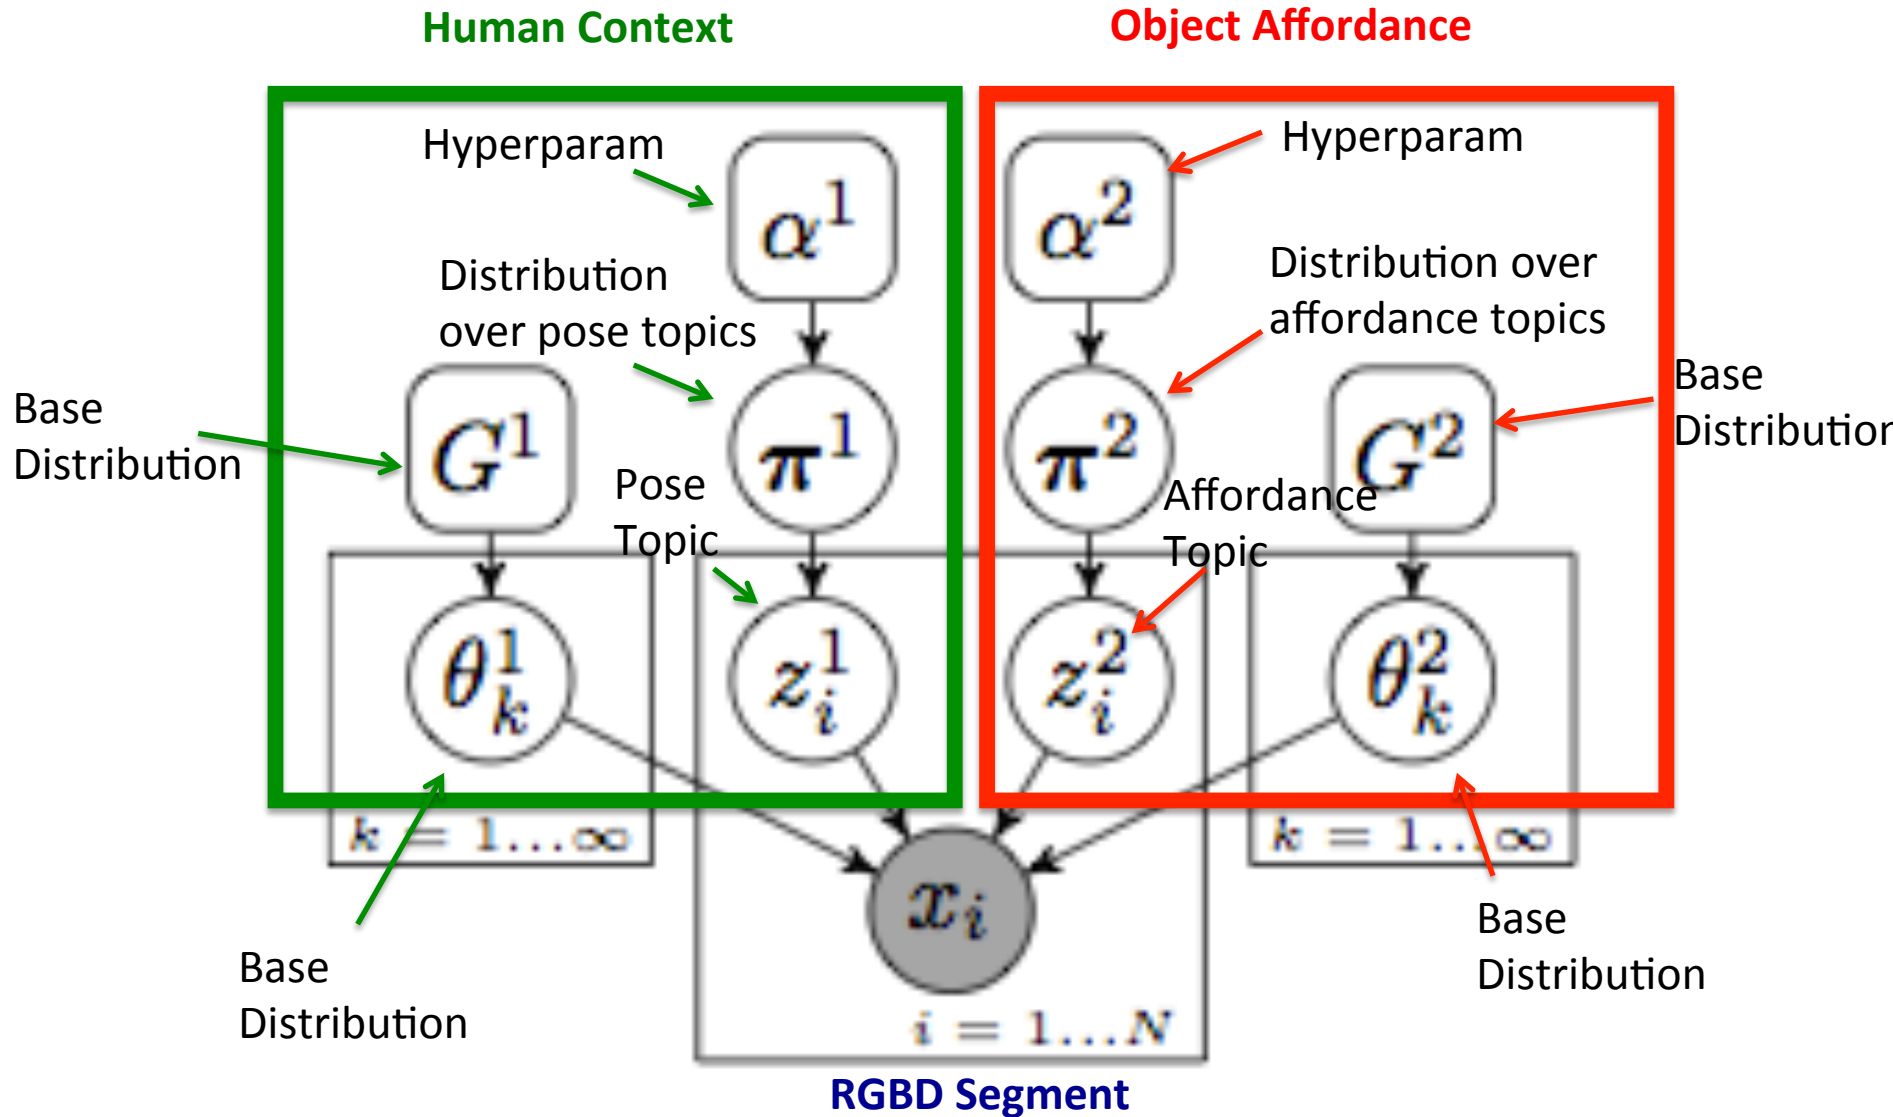 Human Context
Object Affordance
Hyperparam
Hyperparam
α¹
α²
Distribution
over pose topics
Distribution over
affordance topics
Base
Distribution
Base
Distribution
G¹
π¹
π²
G²
Pose
Topic
Affordance
Topic
θ¹ₖ
z¹ᵢ
z²ᵢ
θ²ₖ
k = 1...∞
k = 1...∞
xᵢ
Base
Distribution
Base
Distribution
i = 1...N
RGBD Segment